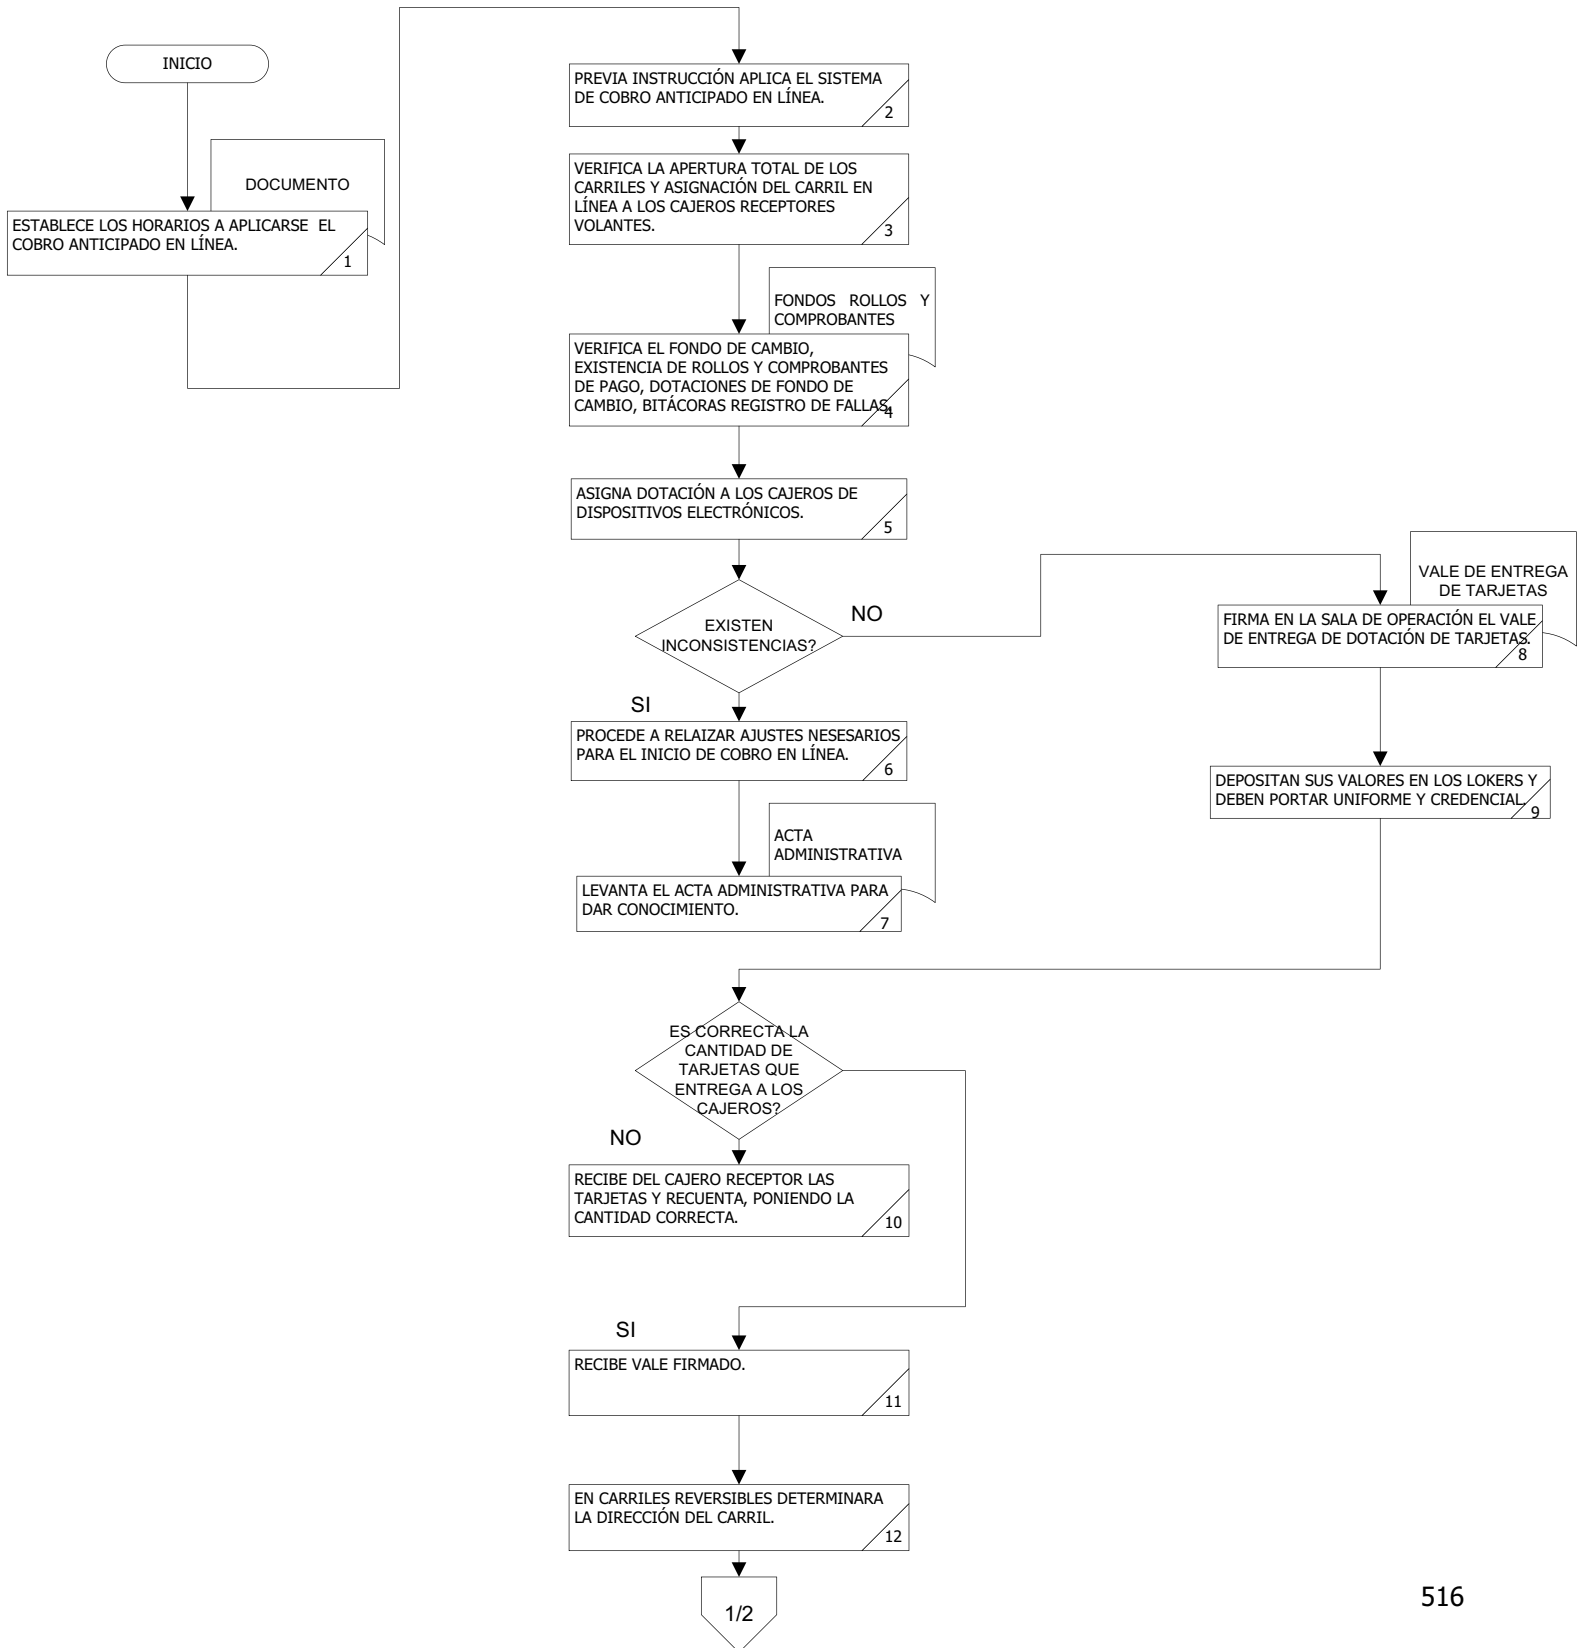 INICIO
DOCUMENTO
ESTABLECE LOS HORARIOS A APLICARSE EL
COBRO ANTICIPADO EN LÍNEA.
1
PREVIA INSTRUCCIÓN APLICA EL SISTEMA
DE COBRO ANTICIPADO EN LÍNEA.
2
VERIFICA LA APERTURA TOTAL DE LOS
CARRILES Y ASIGNACIÓN DEL CARRIL EN
LÍNEA A LOS CAJEROS RECEPTORES
VOLANTES.
3
FONDOS ROLLOS Y
COMPROBANTES
VERIFICA EL FONDO DE CAMBIO,
EXISTENCIA DE ROLLOS Y COMPROBANTES
DE PAGO, DOTACIONES DE FONDO DE
CAMBIO, BITÁCORAS REGISTRO DE FALLAS.
4
ASIGNA DOTACIÓN A LOS CAJEROS DE
DISPOSITIVOS ELECTRÓNICOS.
5
EXISTEN
INCONSISTENCIAS?
NO
SI
PROCEDE A RELAIZAR AJUSTES NESESARIOS
PARA EL INICIO DE COBRO EN LÍNEA.
6
ACTA
ADMINISTRATIVA
LEVANTA EL ACTA ADMINISTRATIVA PARA
DAR CONOCIMIENTO.
7
VALE DE ENTREGA
DE TARJETAS
FIRMA EN LA SALA DE OPERACIÓN EL VALE
DE ENTREGA DE DOTACIÓN DE TARJETAS.
8
DEPOSITAN SUS VALORES EN LOS LOKERS Y
DEBEN PORTAR UNIFORME Y CREDENCIAL.
9
ES CORRECTA LA
CANTIDAD DE
TARJETAS QUE
ENTREGA A LOS
CAJEROS?
NO
RECIBE DEL CAJERO RECEPTOR LAS
TARJETAS Y RECUENTA, PONIENDO LA
CANTIDAD CORRECTA.
10
SI
RECIBE VALE FIRMADO.
11
EN CARRILES REVERSIBLES DETERMINARA
LA DIRECCIÓN DEL CARRIL.
12
1/2
516